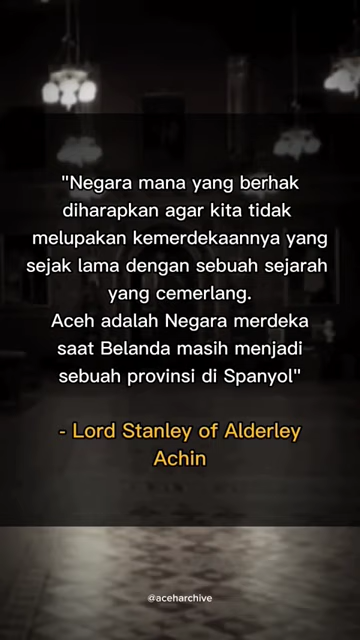 "Negara mana yang berhak
diharapkan agar kita tidak
melupakan kemerdekaannya yang
sejak lama dengan sebuah sejarah
yang cemerlang.
Aceh adalah Negara merdeka
saat Belanda masih menjadi
sebuah provinsi di Spanyol"
- Lord Stanley of Alderley
Achin
@aceharchive